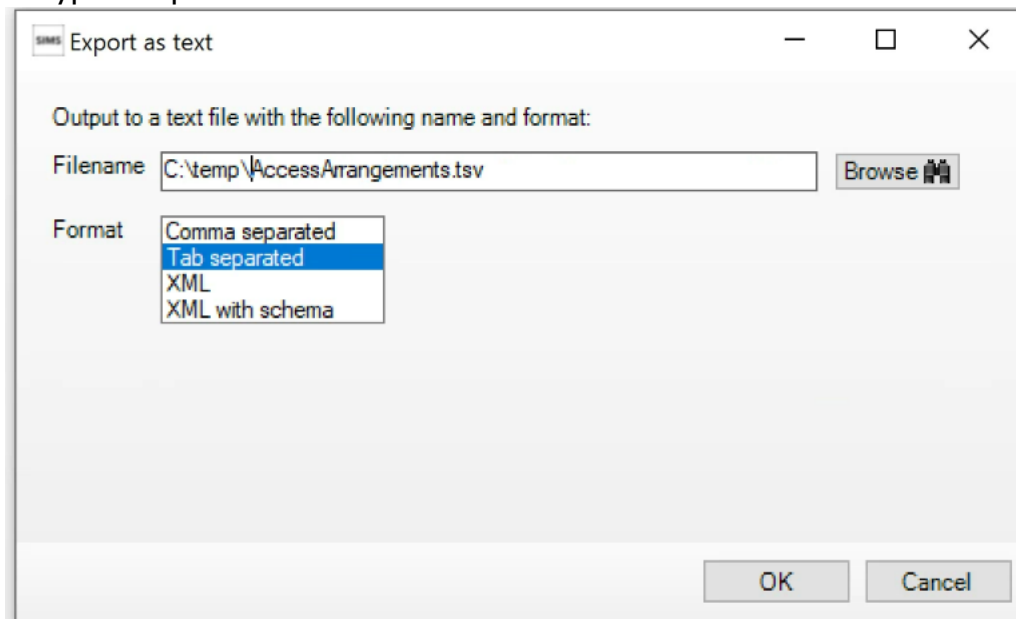 SIMS Export as text
Output to a text file with the following name and format:
Filename C:\temp\AccessArrangements.tsv Browse
Format Comma separated
Tab separated
XML
XML with schema
OK Cancel